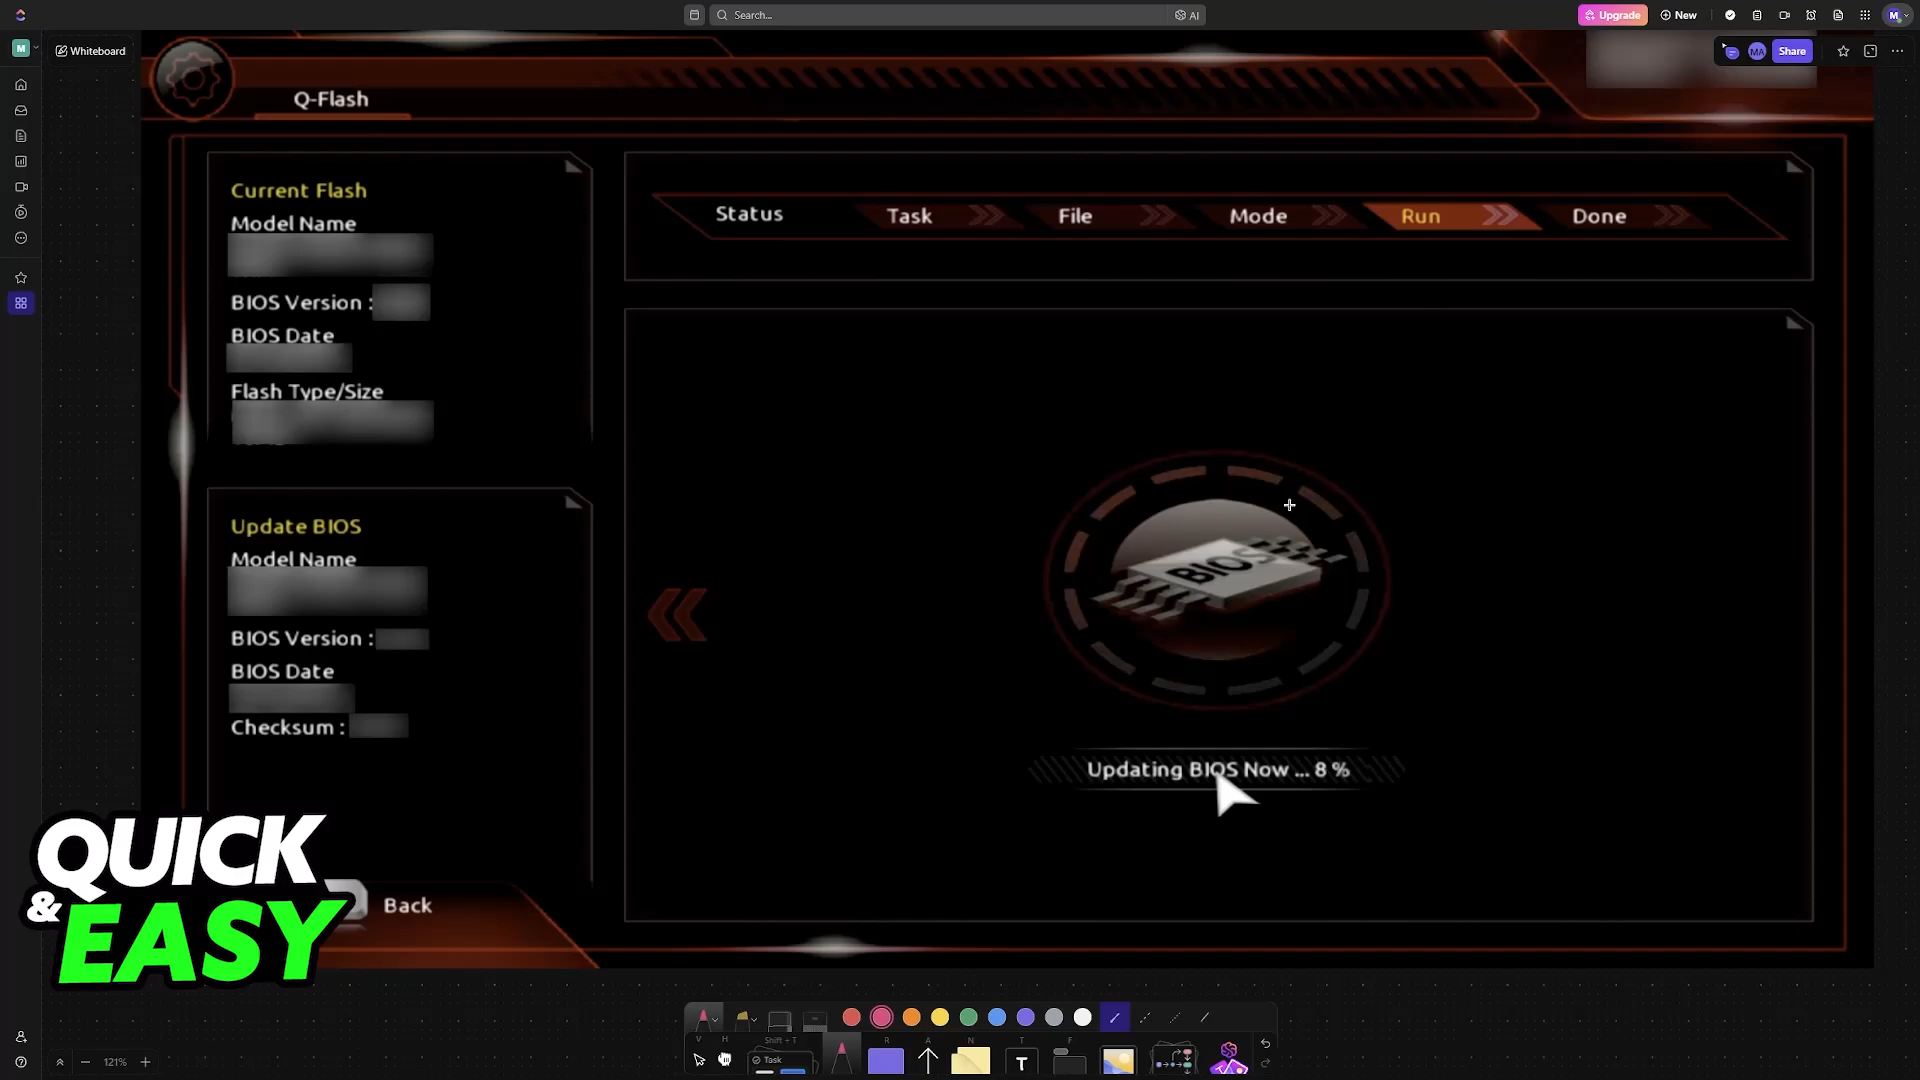 Search...
AI
Upgrade
New
M
M
Whiteboard
MA
Share
Q-Flash
Current Flash
Model Name
BIOS Version :
BIOS Date
Flash Type/Size
Status
Task
File
Mode
Run
Done
Update BIOS
Model Name
BIOS Version :
BIOS Date
Checksum :
BIOS
Updating BIOS Now ... 8 %
Back
QUICK
& EASY
V
H
Shift + T
R
A
N
T
F
Task
T
121%